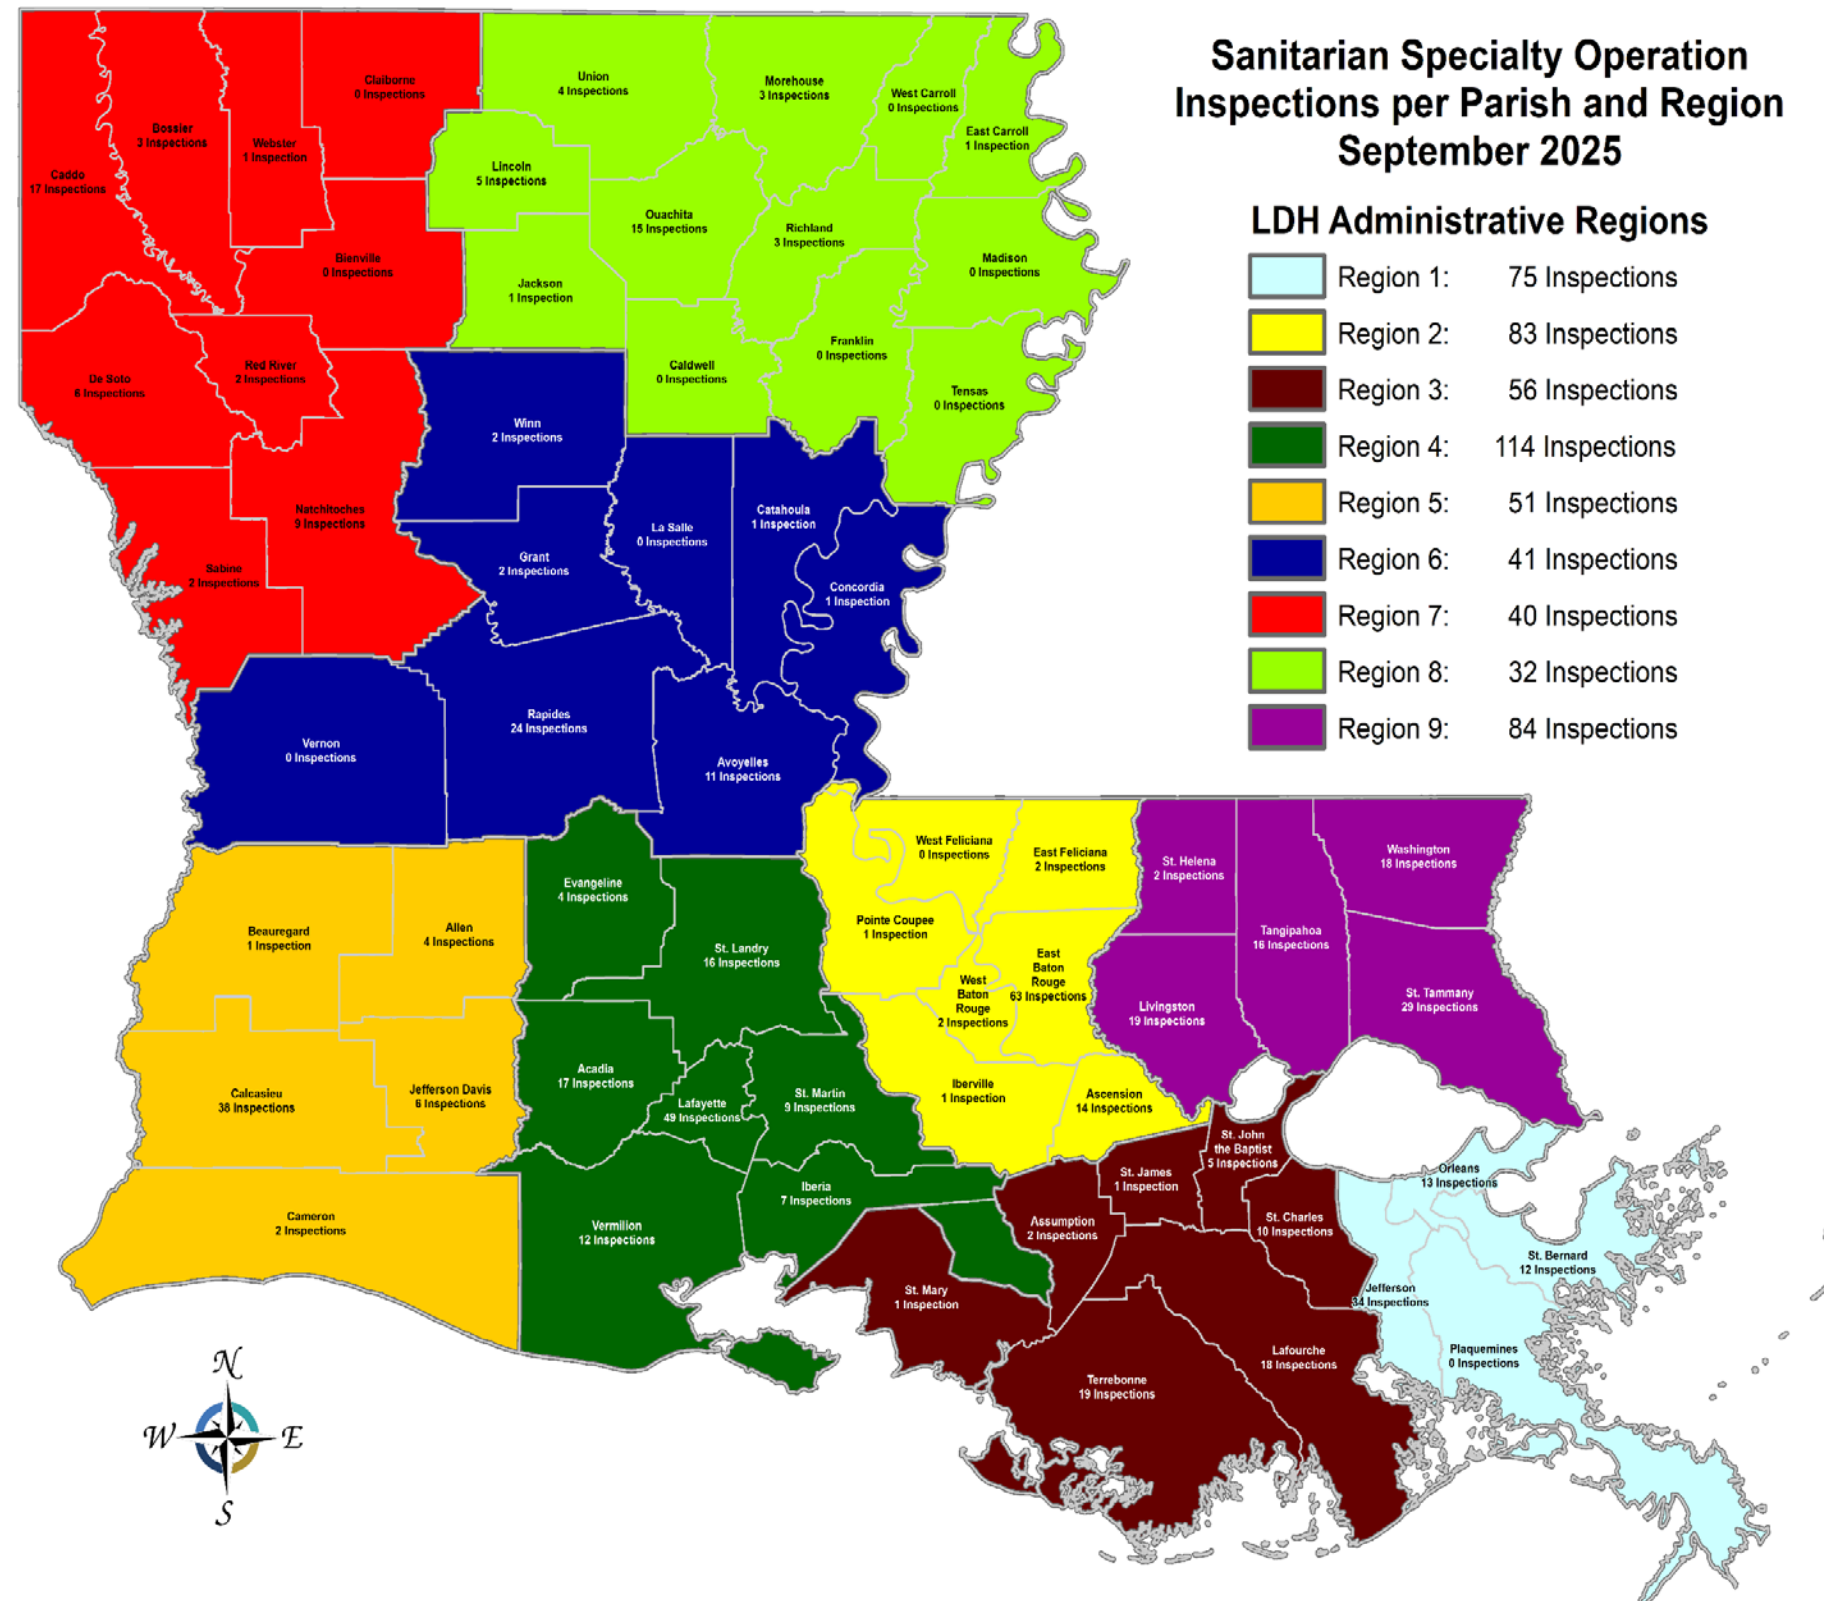 Sanitarian Specialty Operation
Inspections per Parish and Region
September 2025
LDH Administrative Regions
Region 1: 75 Inspections
Region 2: 83 Inspections
Region 3: 56 Inspections
Region 4: 114 Inspections
Region 5: 51 Inspections
Region 6: 41 Inspections
Region 7: 40 Inspections
Region 8: 32 Inspections
Region 9: 84 Inspections
Caddo
17 Inspections
Bossier
3 Inspections
Webster
1 Inspection
Claiborne
0 Inspections
Bienville
0 Inspections
De Soto
6 Inspections
Red River
2 Inspections
Natchitoches
9 Inspections
Sabine
2 Inspections
Union
4 Inspections
Morehouse
3 Inspections
West Carroll
0 Inspections
East Carroll
1 Inspection
Lincoln
5 Inspections
Ouachita
15 Inspections
Richland
3 Inspections
Madison
0 Inspections
Jackson
1 Inspection
Caldwell
0 Inspections
Franklin
0 Inspections
Tensas
0 Inspections
Winn
2 Inspections
Grant
2 Inspections
La Salle
0 Inspections
Catahoula
1 Inspection
Concordia
1 Inspection
Vernon
0 Inspections
Rapides
24 Inspections
Avoyelles
11 Inspections
Beauregard
1 Inspection
Allen
4 Inspections
Calcasieu
38 Inspections
Jefferson Davis
6 Inspections
Cameron
2 Inspections
Evangeline
4 Inspections
St. Landry
16 Inspections
Acadia
17 Inspections
Lafayette
49 Inspections
St. Martin
9 Inspections
Vermilion
12 Inspections
Iberia
7 Inspections
West Feliciana
0 Inspections
East Feliciana
2 Inspections
Pointe Coupee
1 Inspection
West
Baton
Rouge
2 Inspections
East
Baton
Rouge
63 Inspections
Iberville
1 Inspection
Ascension
14 Inspections
St. Helena
2 Inspections
Tangipahoa
16 Inspections
Washington
18 Inspections
Livingston
19 Inspections
St. Tammany
29 Inspections
St. John
the Baptist
5 Inspections
St. James
1 Inspection
Assumption
2 Inspections
St. Charles
10 Inspections
St. Mary
1 Inspection
Terrebonne
19 Inspections
Lafourche
18 Inspections
Orleans
13 Inspections
St. Bernard
12 Inspections
Jefferson
34 Inspections
Plaquemines
0 Inspections
N
W E
S